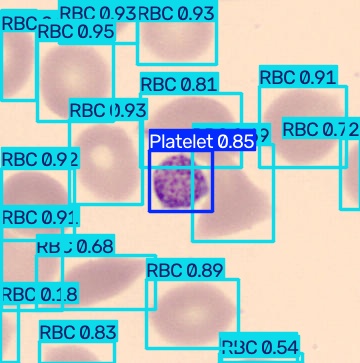 RBC 0.93
RBC 0.93
RBC
RBC 0.95
RBC 0.91
RBC 0.81
RBC 0.93
RBC 0.72
Platelet 0.85
RBC 0.92
RBC 0.91
RBC 0.68
RBC 0.89
RBC 0.18
RBC 0.83
RBC 0.54